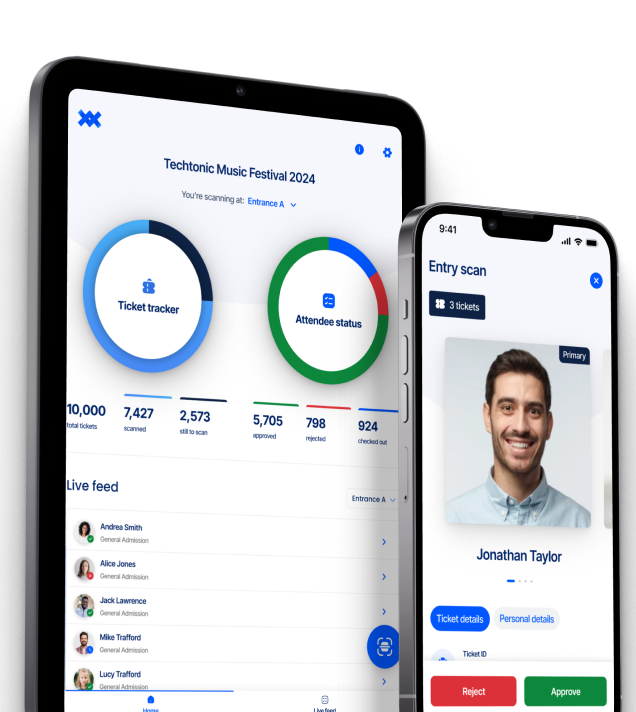 Techtonic Music Festival 2024
You're scanning at: Entrance A
Ticket tracker
Attendee status
10,000
total tickets
7,427
scanned
2,573
still to scan
5,705
approved
798
rejected
924
checked out
Live feed
Entrance A
Andrea Smith
General Admission
Alice Jones
General Admission
Jack Lawrence
General Admission
Mike Trafford
General Admission
Lucy Trafford
General Admission
Home
Live feed
9:41
Entry scan
3 tickets
Primary
Jonathan Taylor
Ticket details
Personal details
Ticket ID
Reject
Approve